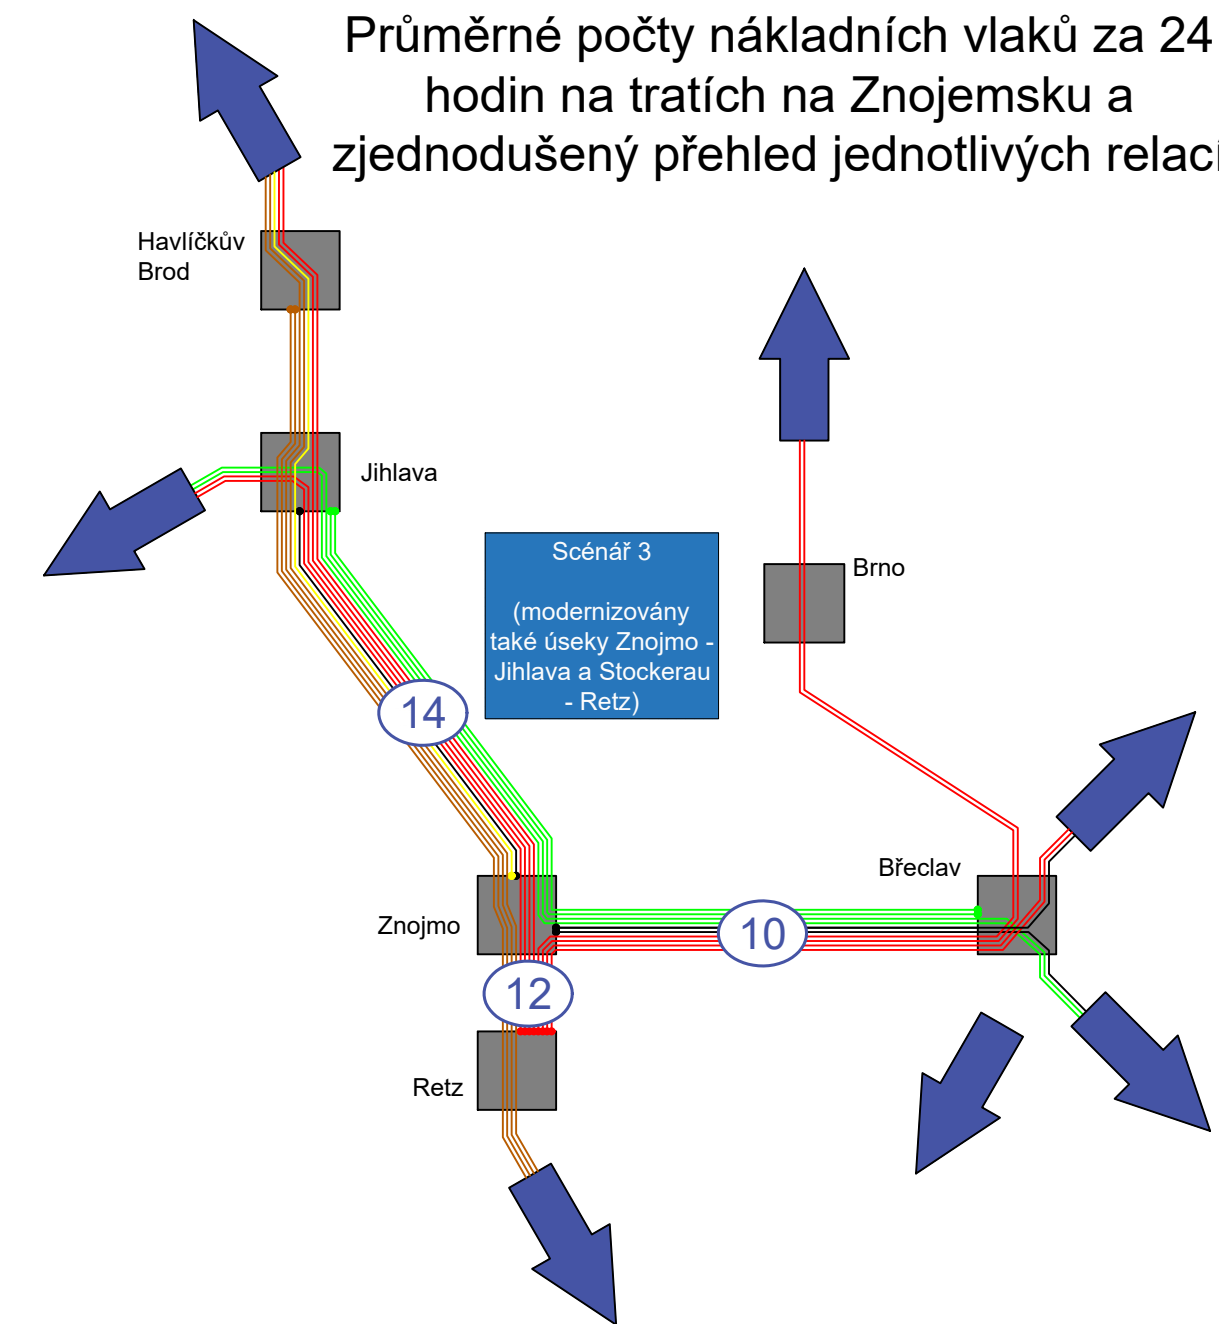 Průměrné počty nákladních vlaků za 24
hodin na tratích na Znojemsku a
zjednodušený přehled jednotlivých relací
Havlíčkův
Brod
Jihlava
Scénář 3
(modernizovány
také úseky Znojmo -
Jihlava a Stockerau
- Retz)
Brno
14
Břeclav
Znojmo
10
12
Retz